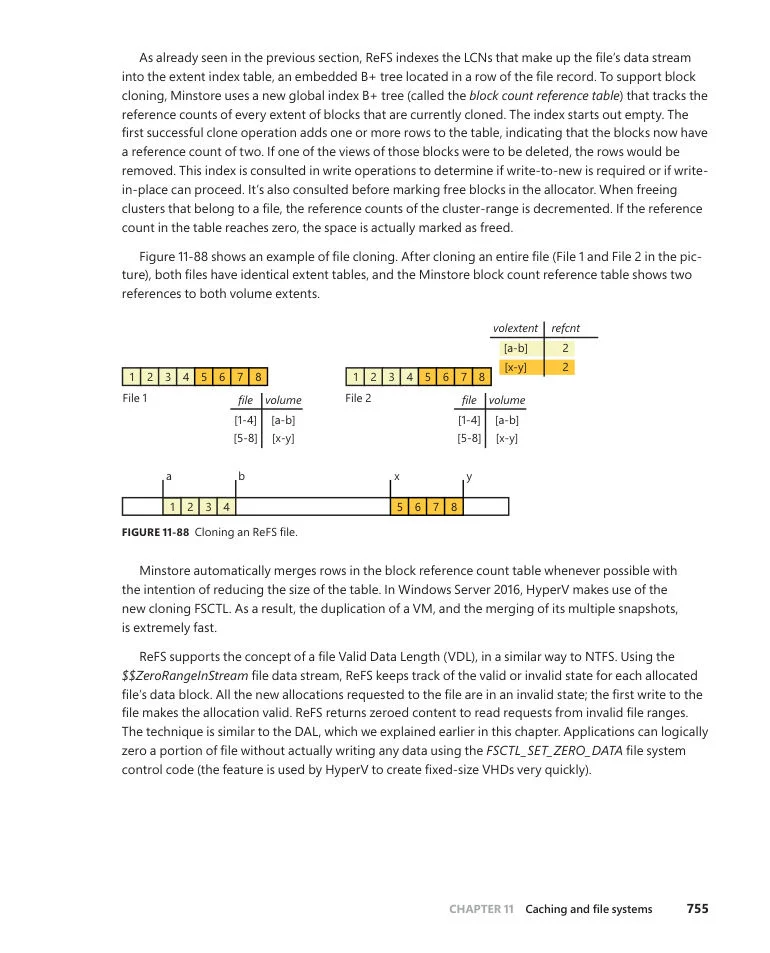 As already seen in the previous section, ReFS indexes the LCNs that make up the file's data stream
into the extent index table, an embedded B+ tree located in a row of the file record. To support block
cloning, Minstore uses a new global index B+ tree (called the block count reference table) that tracks the
reference counts of every extent of blocks that are currently cloned. The index starts out empty. The
first successful clone operation adds one or more rows to the table, indicating that the blocks now have
a reference count of two. If one of the views of those blocks were to be deleted, the rows would be
removed. This index is consulted in write operations to determine if write-to-new is required or if write-
in-place can proceed. It's also consulted before marking free blocks in the allocator. When freeing
clusters that belong to a file, the reference counts of the cluster-range is decremented. If the reference
count in the table reaches zero, the space is actually marked as freed.
Figure 11-88 shows an example of file cloning. After cloning an entire file (File 1 and File 2 in the pic-
ture), both files have identical extent tables, and the Minstore block count reference table shows two
references to both volume extents.
volextent refcnt
[a-b] 2
[x-y] 2
1 2 3 4 5 6 7 8
1 2 3 4 5 6 7 8
File 1
file volume
[1-4] [a-b]
[5-8] [x-y]
File 2
file volume
[1-4] [a-b]
[5-8] [x-y]
a b x y
1 2 3 4 5 6 7 8
FIGURE 11-88 Cloning an ReFS file.
Minstore automatically merges rows in the block reference count table whenever possible with
the intention of reducing the size of the table. In Windows Server 2016, HyperV makes use of the
new cloning FSCTL. As a result, the duplication of a VM, and the merging of its multiple snapshots,
is extremely fast.
ReFS supports the concept of a file Valid Data Length (VDL), in a similar way to NTFS. Using the
$$ZeroRangeInStream file data stream, ReFS keeps track of the valid or invalid state for each allocated
file's data block. All the new allocations requested to the file are in an invalid state; the first write to the
file makes the allocation valid. ReFS returns zeroed content to read requests from invalid file ranges.
The technique is similar to the DAL, which we explained earlier in this chapter. Applications can logically
zero a portion of file without actually writing any data using the FSCTL_SET_ZERO_DATA file system
control code (the feature is used by HyperV to create fixed-size VHDs very quickly).
CHAPTER 11 Caching and file systems 755